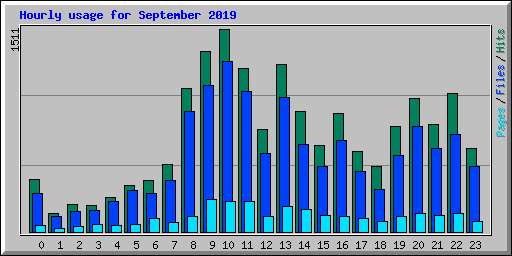 Hourly usage for September 2019
1511
Pages / Files / Hits
0 1 2 3 4 5 6 7 8 9 10 11 12 13 14 15 16 17 18 19 20 21 22 23